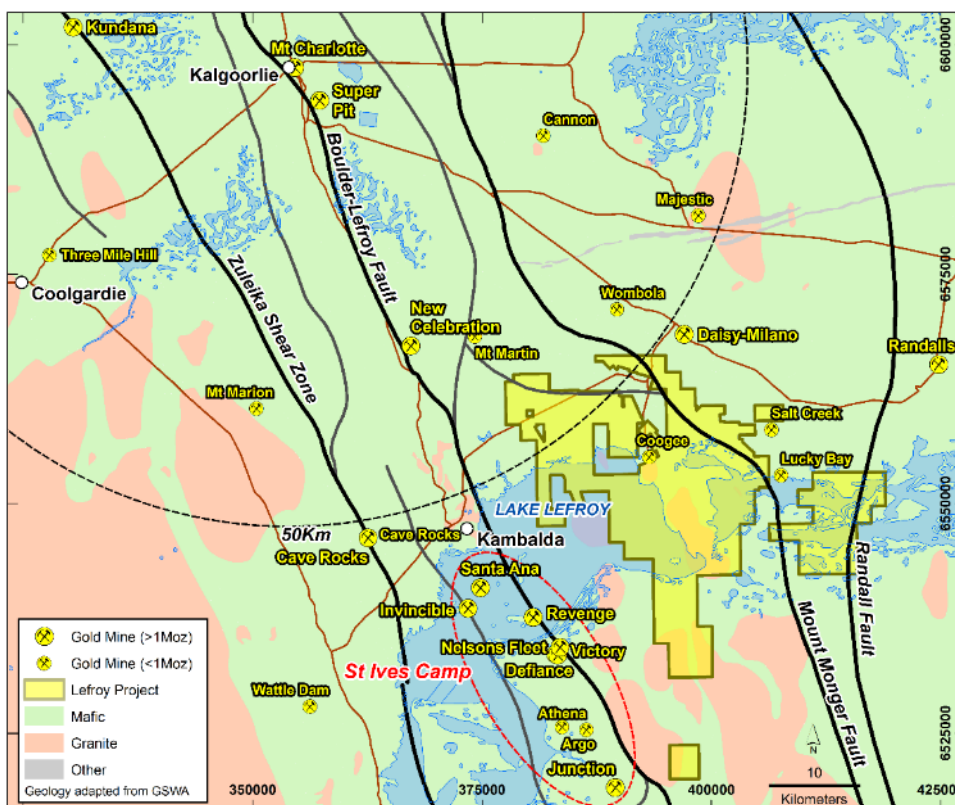 Kundana
Mt Charlotte
Kalgoorlie
Super
Pit
Cannon
Boulder-Lefroy Fault
Majestic
Three Mile Hill
Coolgardie
Zuleika Shear Zone
Wombola
New
Celebration
Mt Martin
Daisy-Milano
Randalls
Mt Marion
Salt Creek
Coogee
Lucky Bay
LAKE LEFROY
50Km
Cave Rocks
Cave Rocks
Kambalda
Santa Ana
Invincible
Revenge
Randall Fault
Mount Monger Fault
Nelsons Fleet
Victory
Defiance
St Ives Camp
Wattle Dam
Athena
Argo
Junction
Gold Mine (>1Moz)
Gold Mine (<1Moz)
Lefroy Project
Mafic
Granite
Other
Geology adapted from GSWA
N
10
Kilometers
350000
375000
400000
425000
6600000
6575000
6550000
6525000